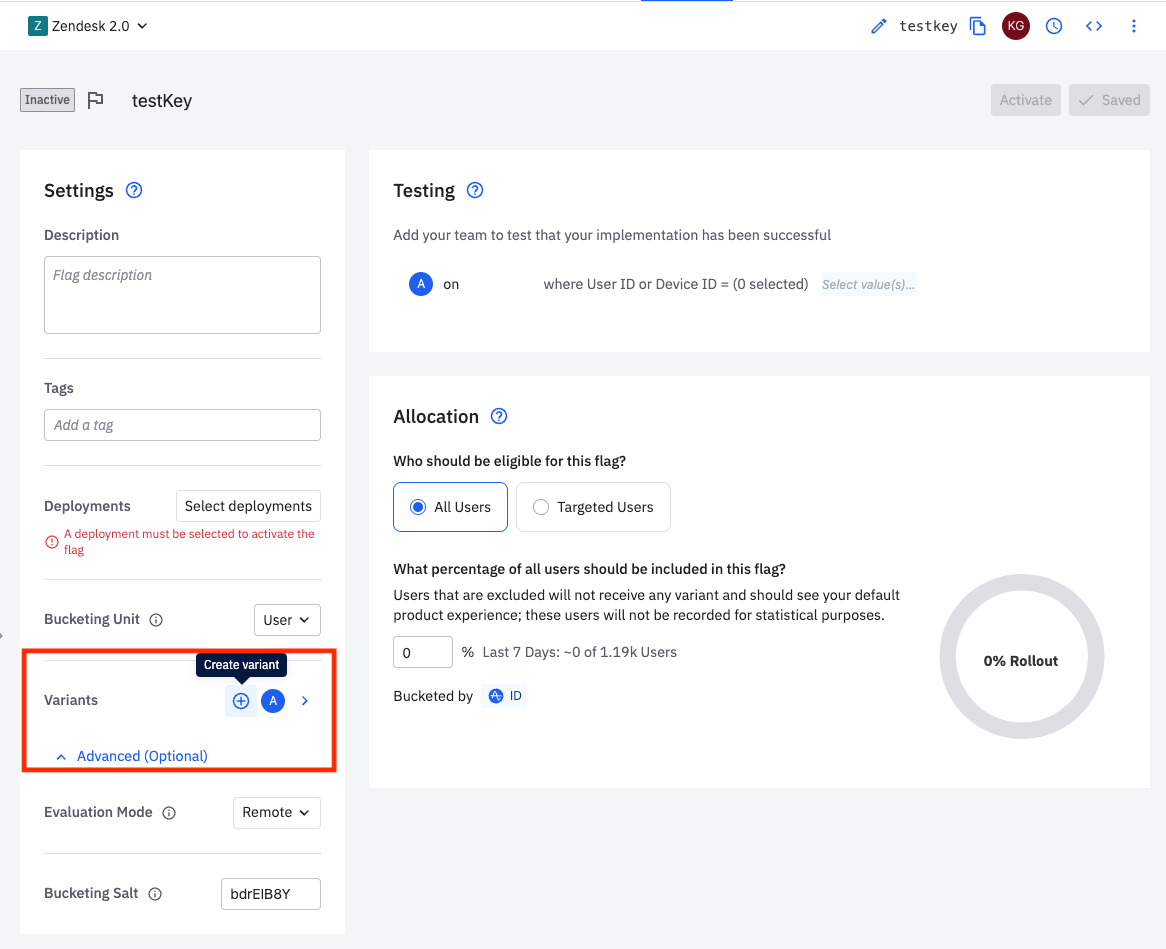 Z Zendesk 2.0
testkey
KG
Inactive
testKey
Activate
Saved
Settings
Description
Flag description
Tags
Add a tag
Deployments
Select deployments
A deployment must be selected to activate the
flag
Bucketing Unit
User
Create variant
Variants
A
Advanced (Optional)
Evaluation Mode
Remote
Bucketing Salt
bdrElB8Y
Testing
Add your team to test that your implementation has been successful
A on where User ID or Device ID = (0 selected) Select value(s)...
Allocation
Who should be eligible for this flag?
All Users
Targeted Users
What percentage of all users should be included in this flag?
Users that are excluded will not receive any variant and should see your default
product experience; these users will not be recorded for statistical purposes.
0 % Last 7 Days: ~0 of 1.19k Users
Bucketed by ID
0% Rollout